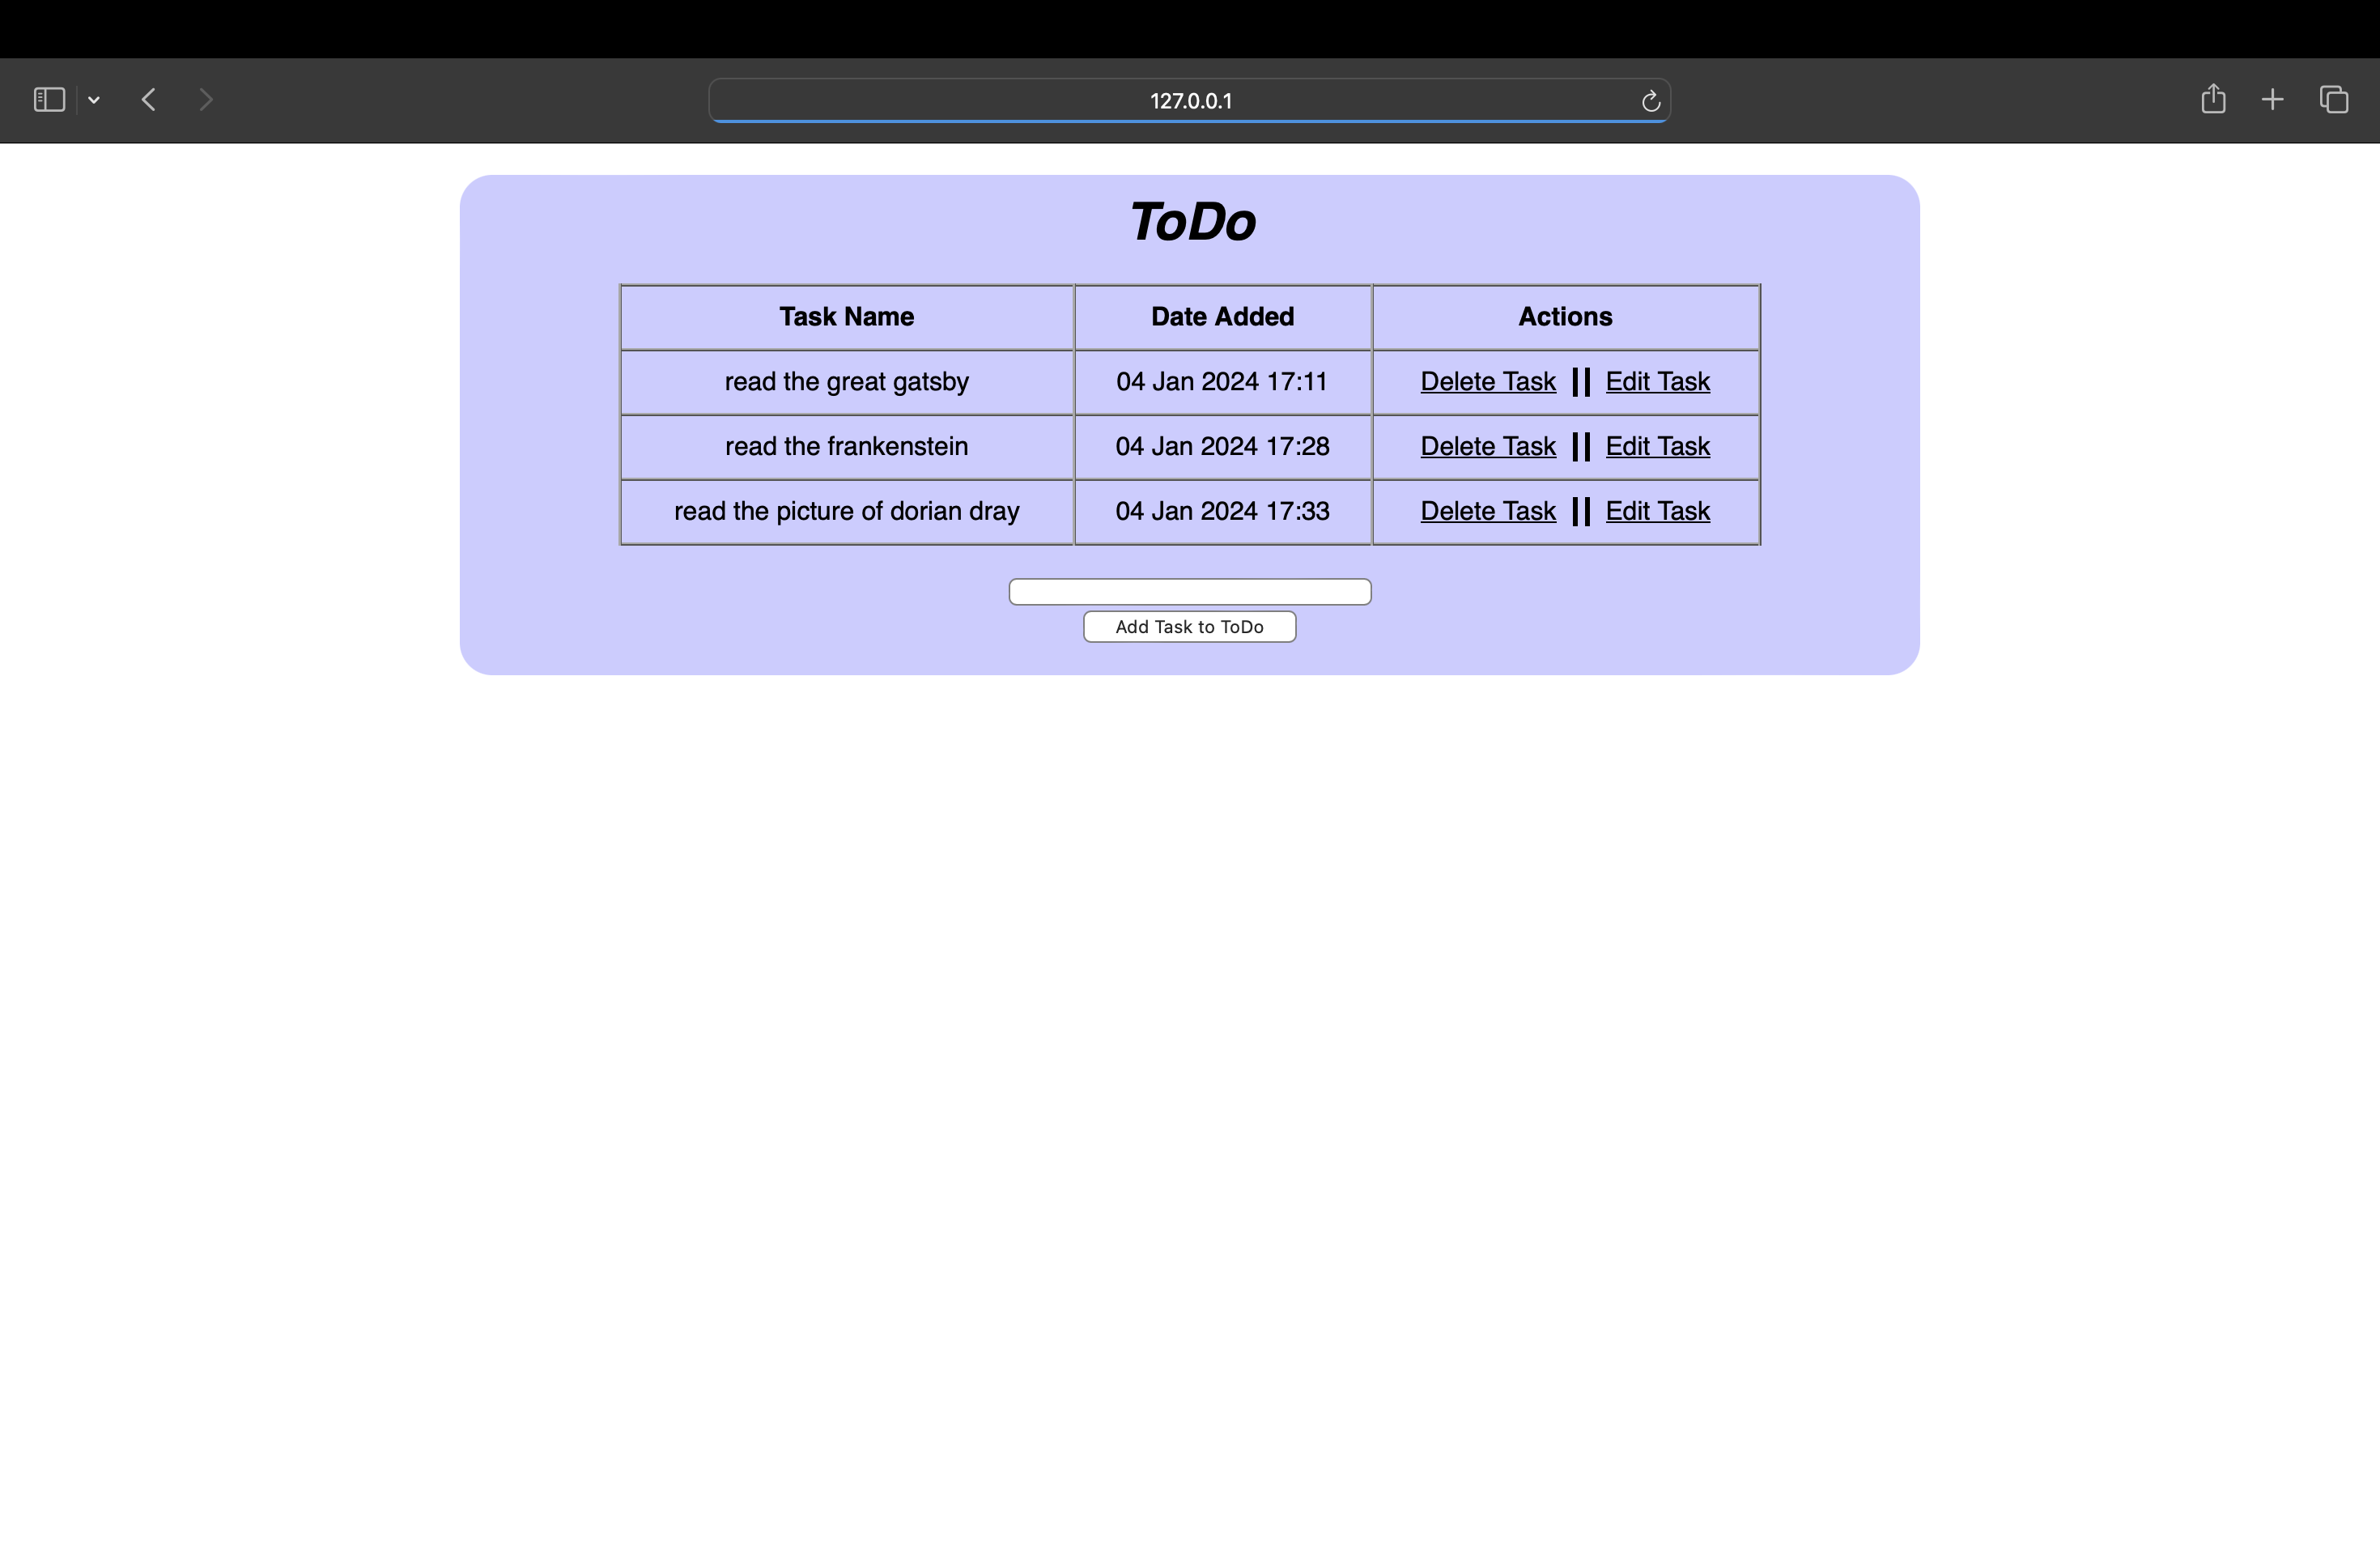 127.0.0.1
ToDo
Task Name Date Added Actions
read the great gatsby 04 Jan 2024 17:11 Delete Task || Edit Task
read the frankenstein 04 Jan 2024 17:28 Delete Task || Edit Task
read the picture of dorian dray 04 Jan 2024 17:33 Delete Task || Edit Task
Add Task to ToDo